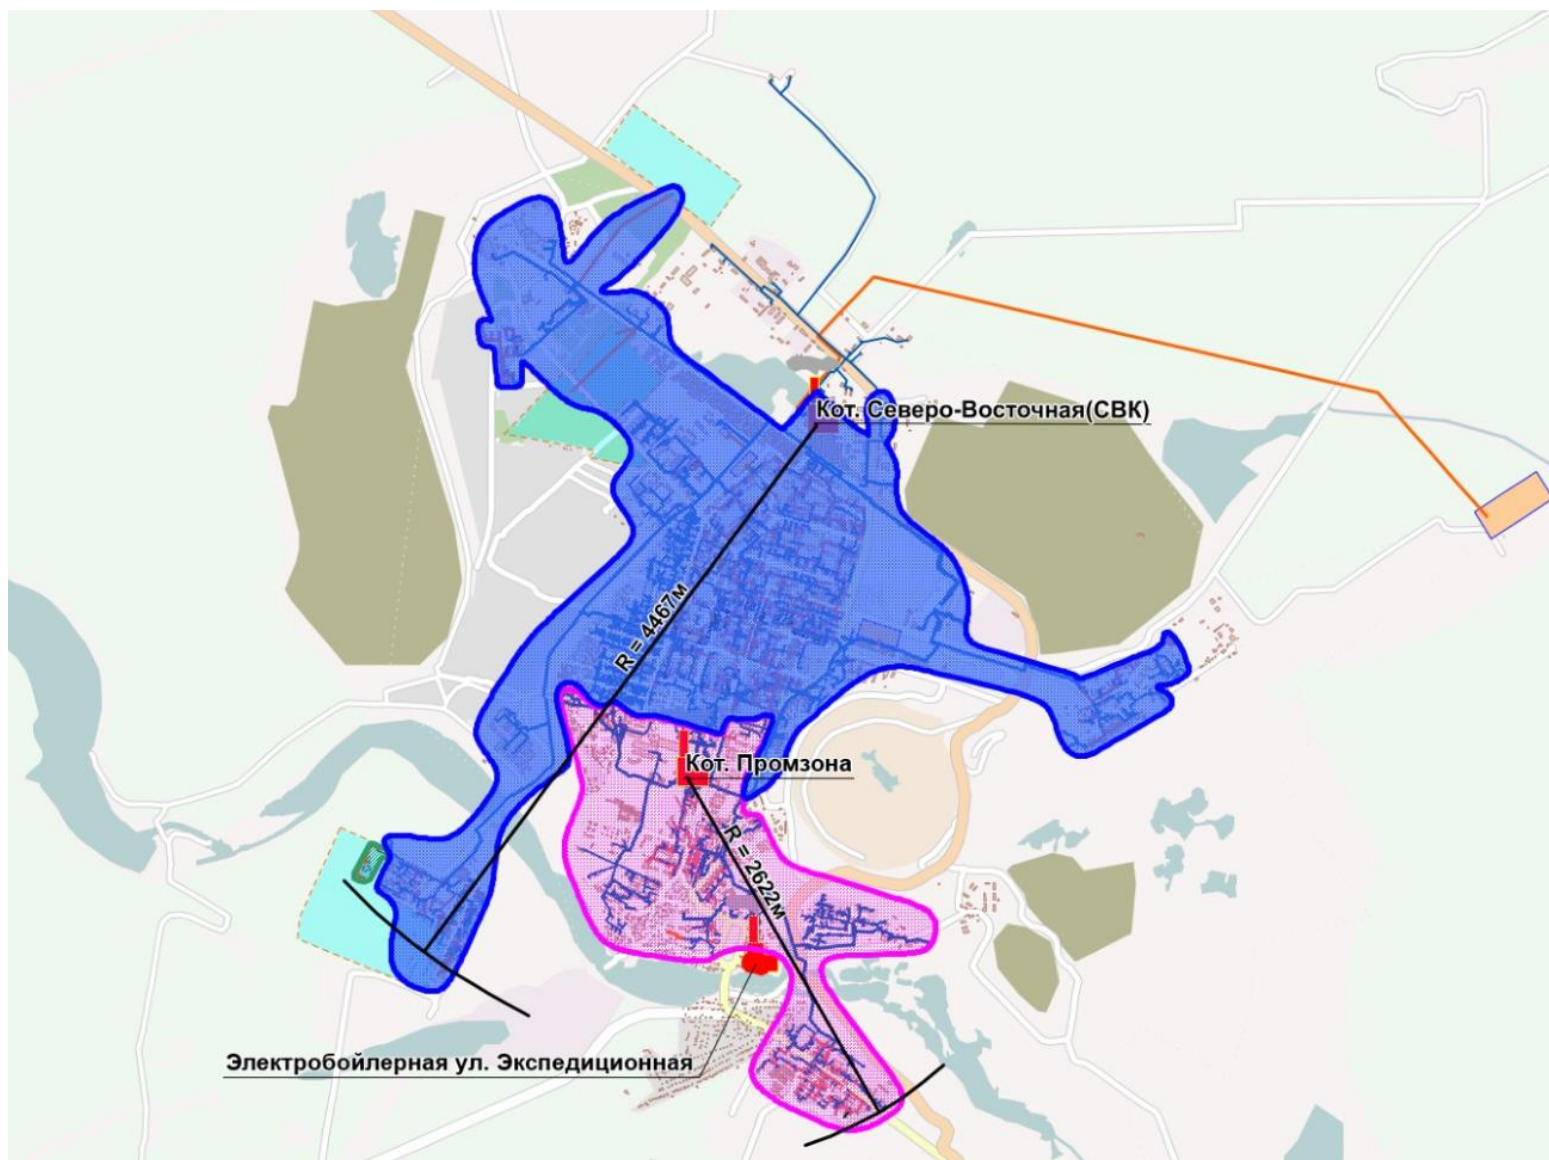 Кот. Северо-Восточная(СВК)
R = 4467м
Кот. Промзона
R = 2622м
Электробойлерная ул. Экспедиционная